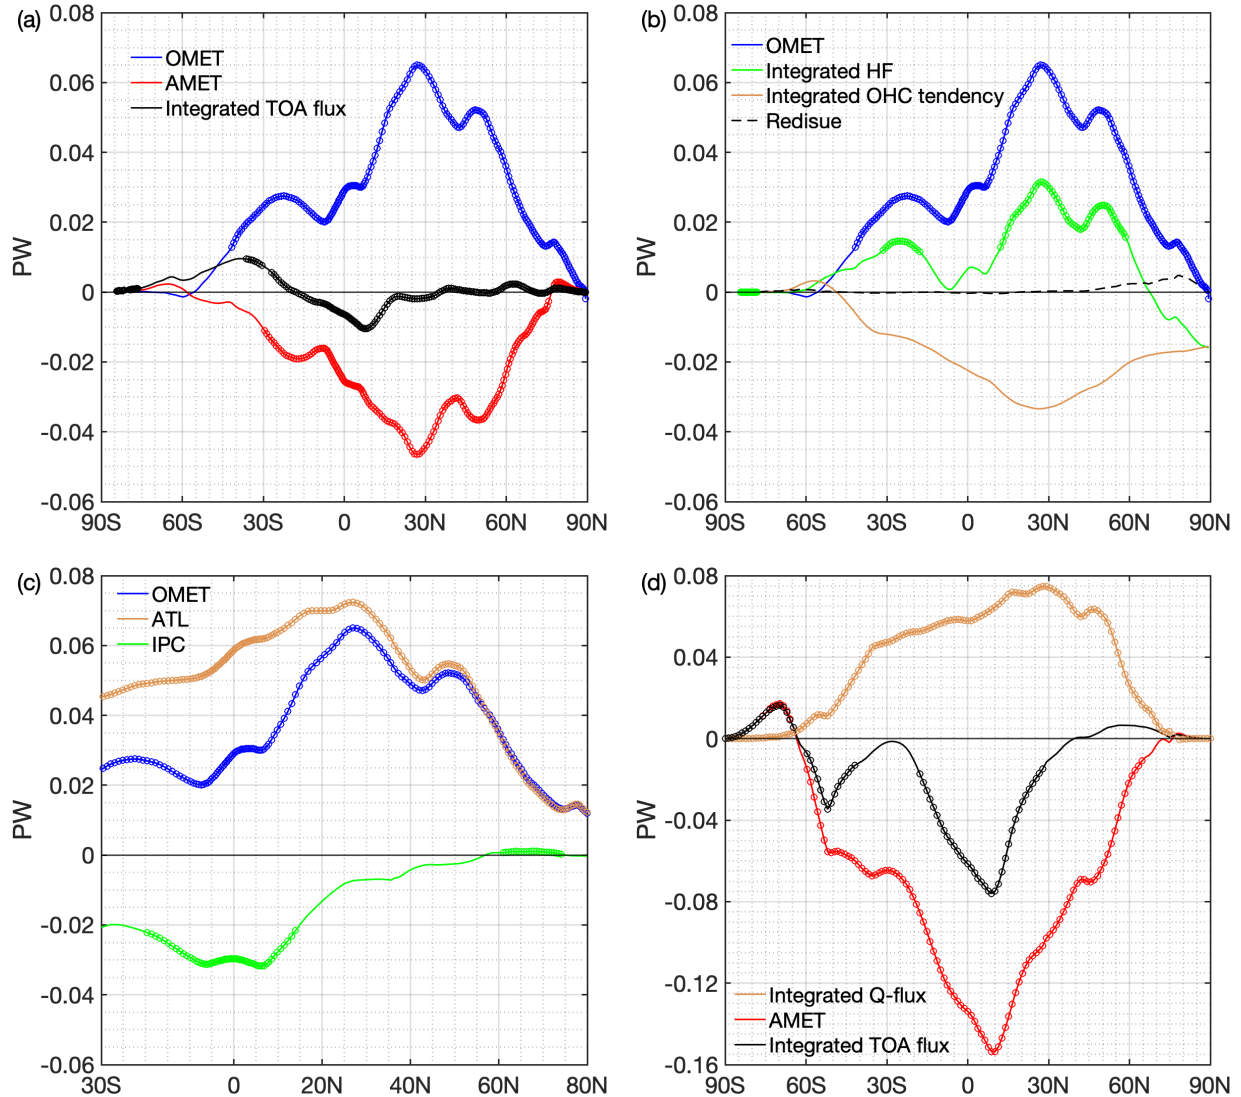 (a)
0.08
0.06
0.04
0.02
0
-0.02
-0.04
-0.06
PW
OMET
AMET
Integrated TOA flux
90S 60S 30S 0 30N 60N 90N
(b)
0.08
0.06
0.04
0.02
0
-0.02
-0.04
-0.06
PW
OMET
Integrated HF
Integrated OHC tendency
Redisue
90S 60S 30S 0 30N 60N 90N
(c)
0.08
0.06
0.04
0.02
0
-0.02
-0.04
-0.06
PW
OMET
ATL
IPC
30S 0 20N 40N 60N 80N
(d)
0.08
0.04
0
-0.04
-0.08
-0.12
-0.16
PW
Integrated Q-flux
AMET
Integrated TOA flux
90S 60S 30S 0 30N 60N 90N